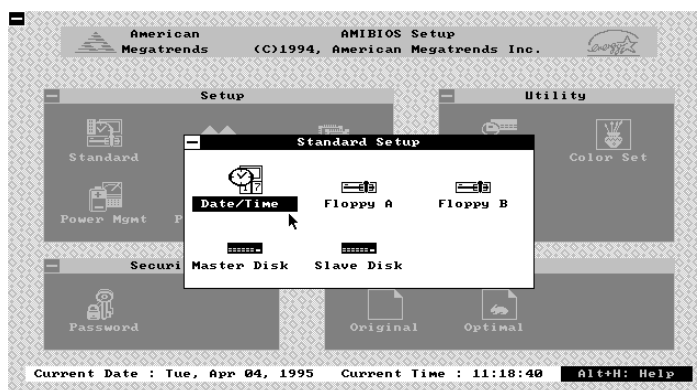 American
Megatrends
AMIBIOS Setup
(C)1994, American Megatrends Inc.
Setup
Utility
Standard
Color Set
Power Mgmt P
Standard Setup
Date/Time
Floppy A
Floppy B
Master Disk
Slave Disk
Securi
Password
Original
Optimal
Current Date : Tue, Apr 04, 1995
Current Time : 11:18:40
Alt+H: Help